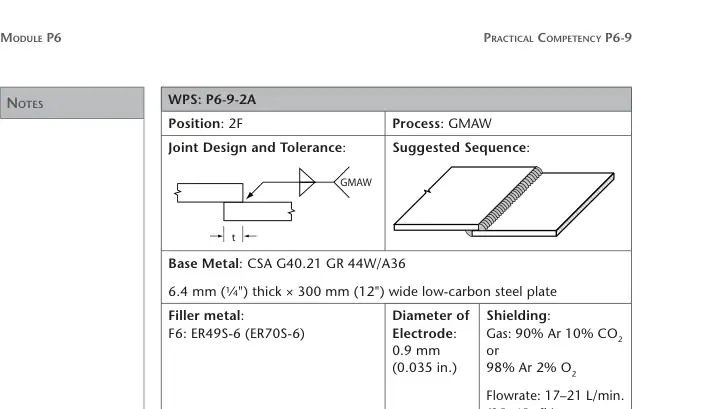 MODULE P6
PRACTICAL COMPETENCY P6-9
NOTES
WPS: P6-9-2A
Position: 2F
Process: GMAW
Joint Design and Tolerance:
Suggested Sequence:
GMAW
t
Base Metal: CSA G40.21 GR 44W/A36
6.4 mm (¼") thick × 300 mm (12") wide low-carbon steel plate
Filler metal:
F6: ER49S-6 (ER70S-6)
Diameter of
Electrode:
0.9 mm
(0.035 in.)
Shielding:
Gas: 90% Ar 10% CO₂
or
98% Ar 2% O₂
Flowrate: 17–21 L/min.